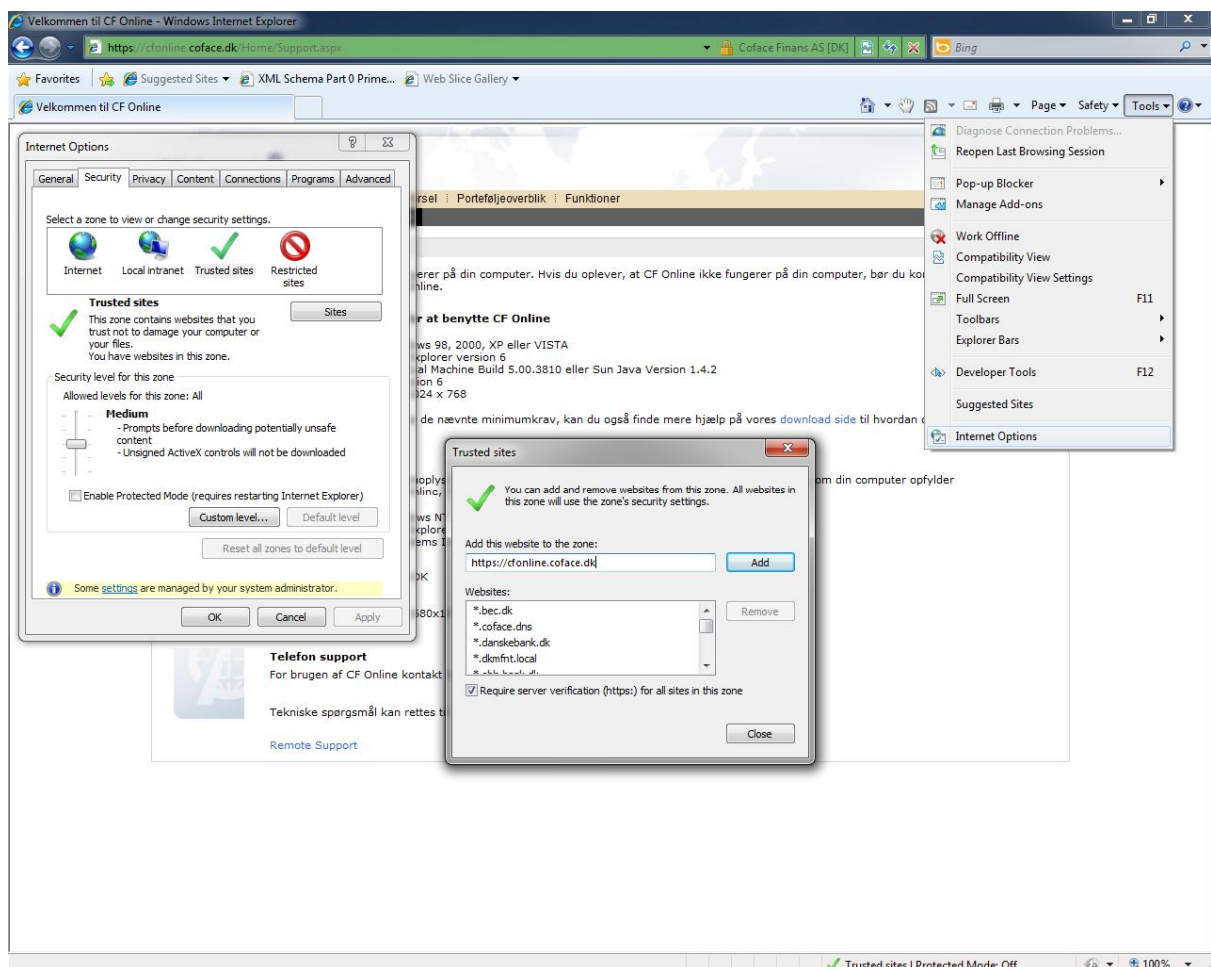 Velkommen til CF Online - Windows Internet Explorer
https://cfonline.coface.dk/Home/Support.aspx
Coface Finans AS [DK]
Bing
Favorites
Suggested Sites
XML Schema Part 0 Prime...
Web Slice Gallery
Velkommen til CF Online
Page
Safety
Tools
Diagnose Connection Problems...
Reopen Last Browsing Session
Pop-up Blocker
Manage Add-ons
Work Offline
Compatibility View
Compatibility View Settings
Full Screen F11
Toolbars
Explorer Bars
Developer Tools F12
Suggested Sites
Internet Options
Internet Options
General Security Privacy Content Connections Programs Advanced
Select a zone to view or change security settings.
Internet
Local intranet
Trusted sites
Restricted
sites
Trusted sites
This zone contains websites that you
trust not to damage your computer or
your files.
You have websites in this zone.
Sites
Security level for this zone
Allowed levels for this zone: All
Medium
- Prompts before downloading potentially unsafe
content
- Unsigned ActiveX controls will not be downloaded
Enable Protected Mode (requires restarting Internet Explorer)
Custom level...
Default level
Reset all zones to default level
Some settings are managed by your system administrator.
OK
Cancel
Apply
Porteføljeoverblik
Funktioner
på din computer. Hvis du oplever, at CF Online ikke fungerer på din computer, bør du
at benytte CF Online
98, 2000, XP eller VISTA
version 6
Machine Build 5.00.3810 eller Sun Java Version 1.4.2
6
x 768
de nævnte minimumkrav, kan du også finde mere hjælp på vores download side til hvordan
din computer opfylder
Trusted sites
You can add and remove websites from this zone. All websites in
this zone will use the zone's security settings.
Add this website to the zone:
https://cfonline.coface.dk
Add
Websites:
*.bec.dk
*.coface.dns
*.danskebank.dk
*.dkmfnt.local
Remove
Require server verification (https:) for all sites in this zone
Close
Telefon support
For brugen af CF Online kontakt
Tekniske spørgsmål kan rettes
Remote Support
Trusted sites | Protected Mode: Off
100%